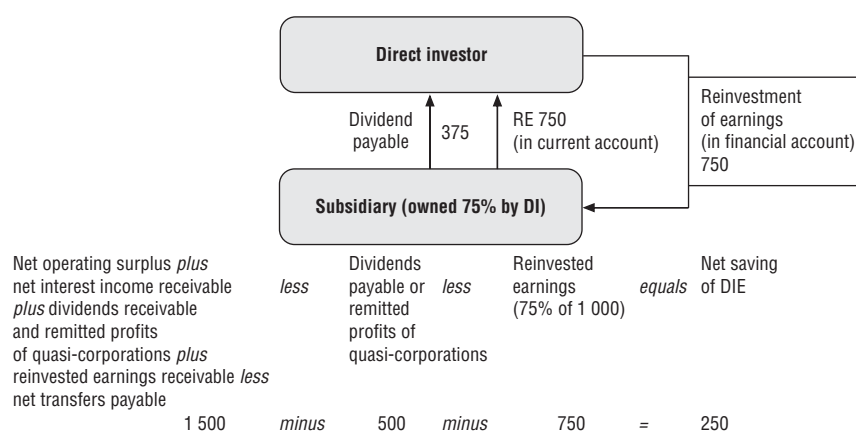 Direct investor
Dividend payable
375
RE 750
(in current account)
Reinvestment
of earnings
(in financial account)
750
Subsidiary (owned 75% by DI)
Net operating surplus plus
net interest income receivable
plus dividends receivable
and remitted profits
of quasi-corporations plus
reinvested earnings receivable less
net transfers payable
less
Dividends
payable or
remitted
profits of
quasi-corporations
less
Reinvested
earnings
(75% of 1 000)
equals
Net saving
of DIE
1 500 minus 500 minus 750 = 250